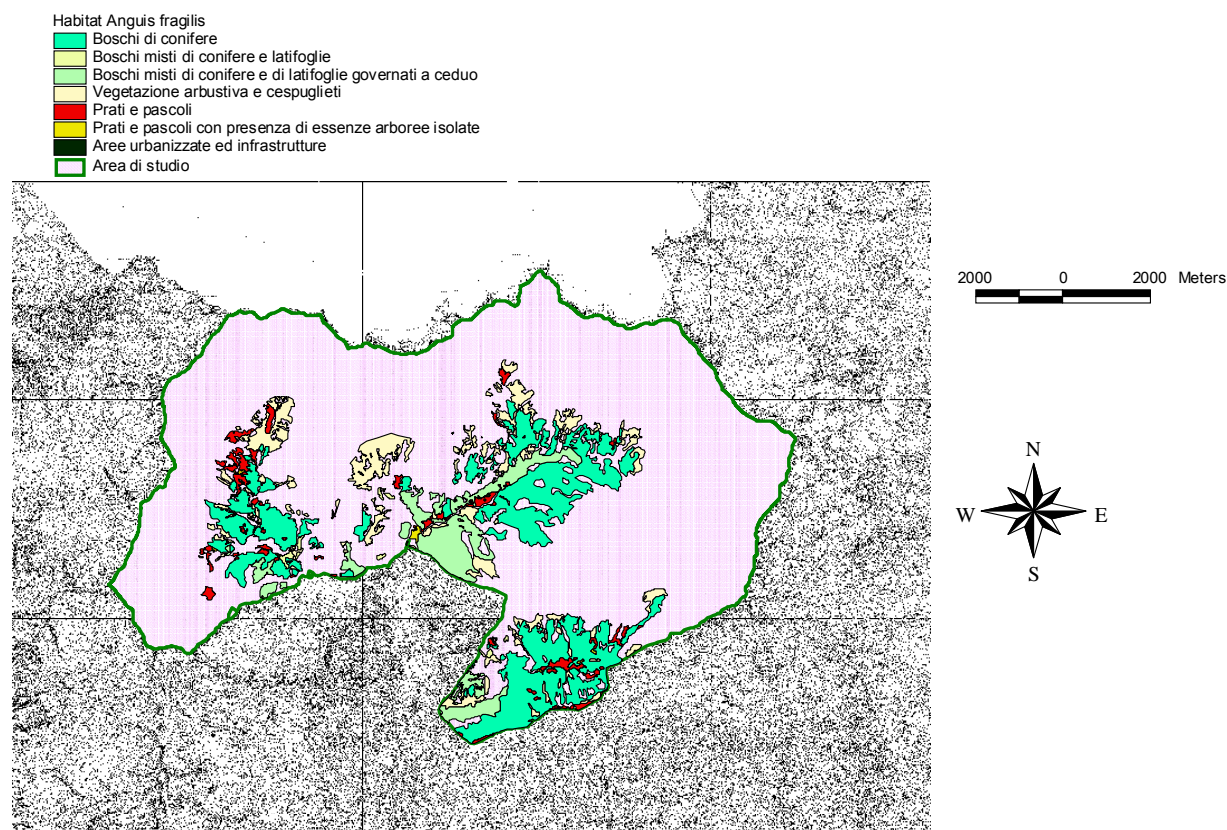 Habitat Anguis fragilis
Boschi di conifere
Boschi misti di conifere e latifoglie
Boschi misti di conifere e di latifoglie governati a ceduo
Vegetazione arbustiva e cespuglieti
Prati e pascoli
Prati e pascoli con presenza di essenze arboree isolate
Aree urbanizzate ed infrastrutture
Area di studio
2000 0 2000 Meters
N
W E
S